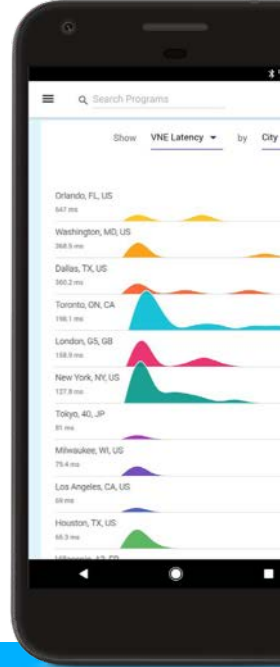 Search Programs
Show VNE Latency by City
Orlando, FL, US
647 ms
Washington, MD, US
368.5 ms
Dallas, TX, US
360.2 ms
Toronto, ON, CA
198.1 ms
London, G5, GB
158.9 ms
New York, NY, US
127.8 ms
Tokyo, 40, JP
81 ms
Milwaukee, WI, US
75.4 ms
Los Angeles, CA, US
69 ms
Houston, TX, US
65.3 ms